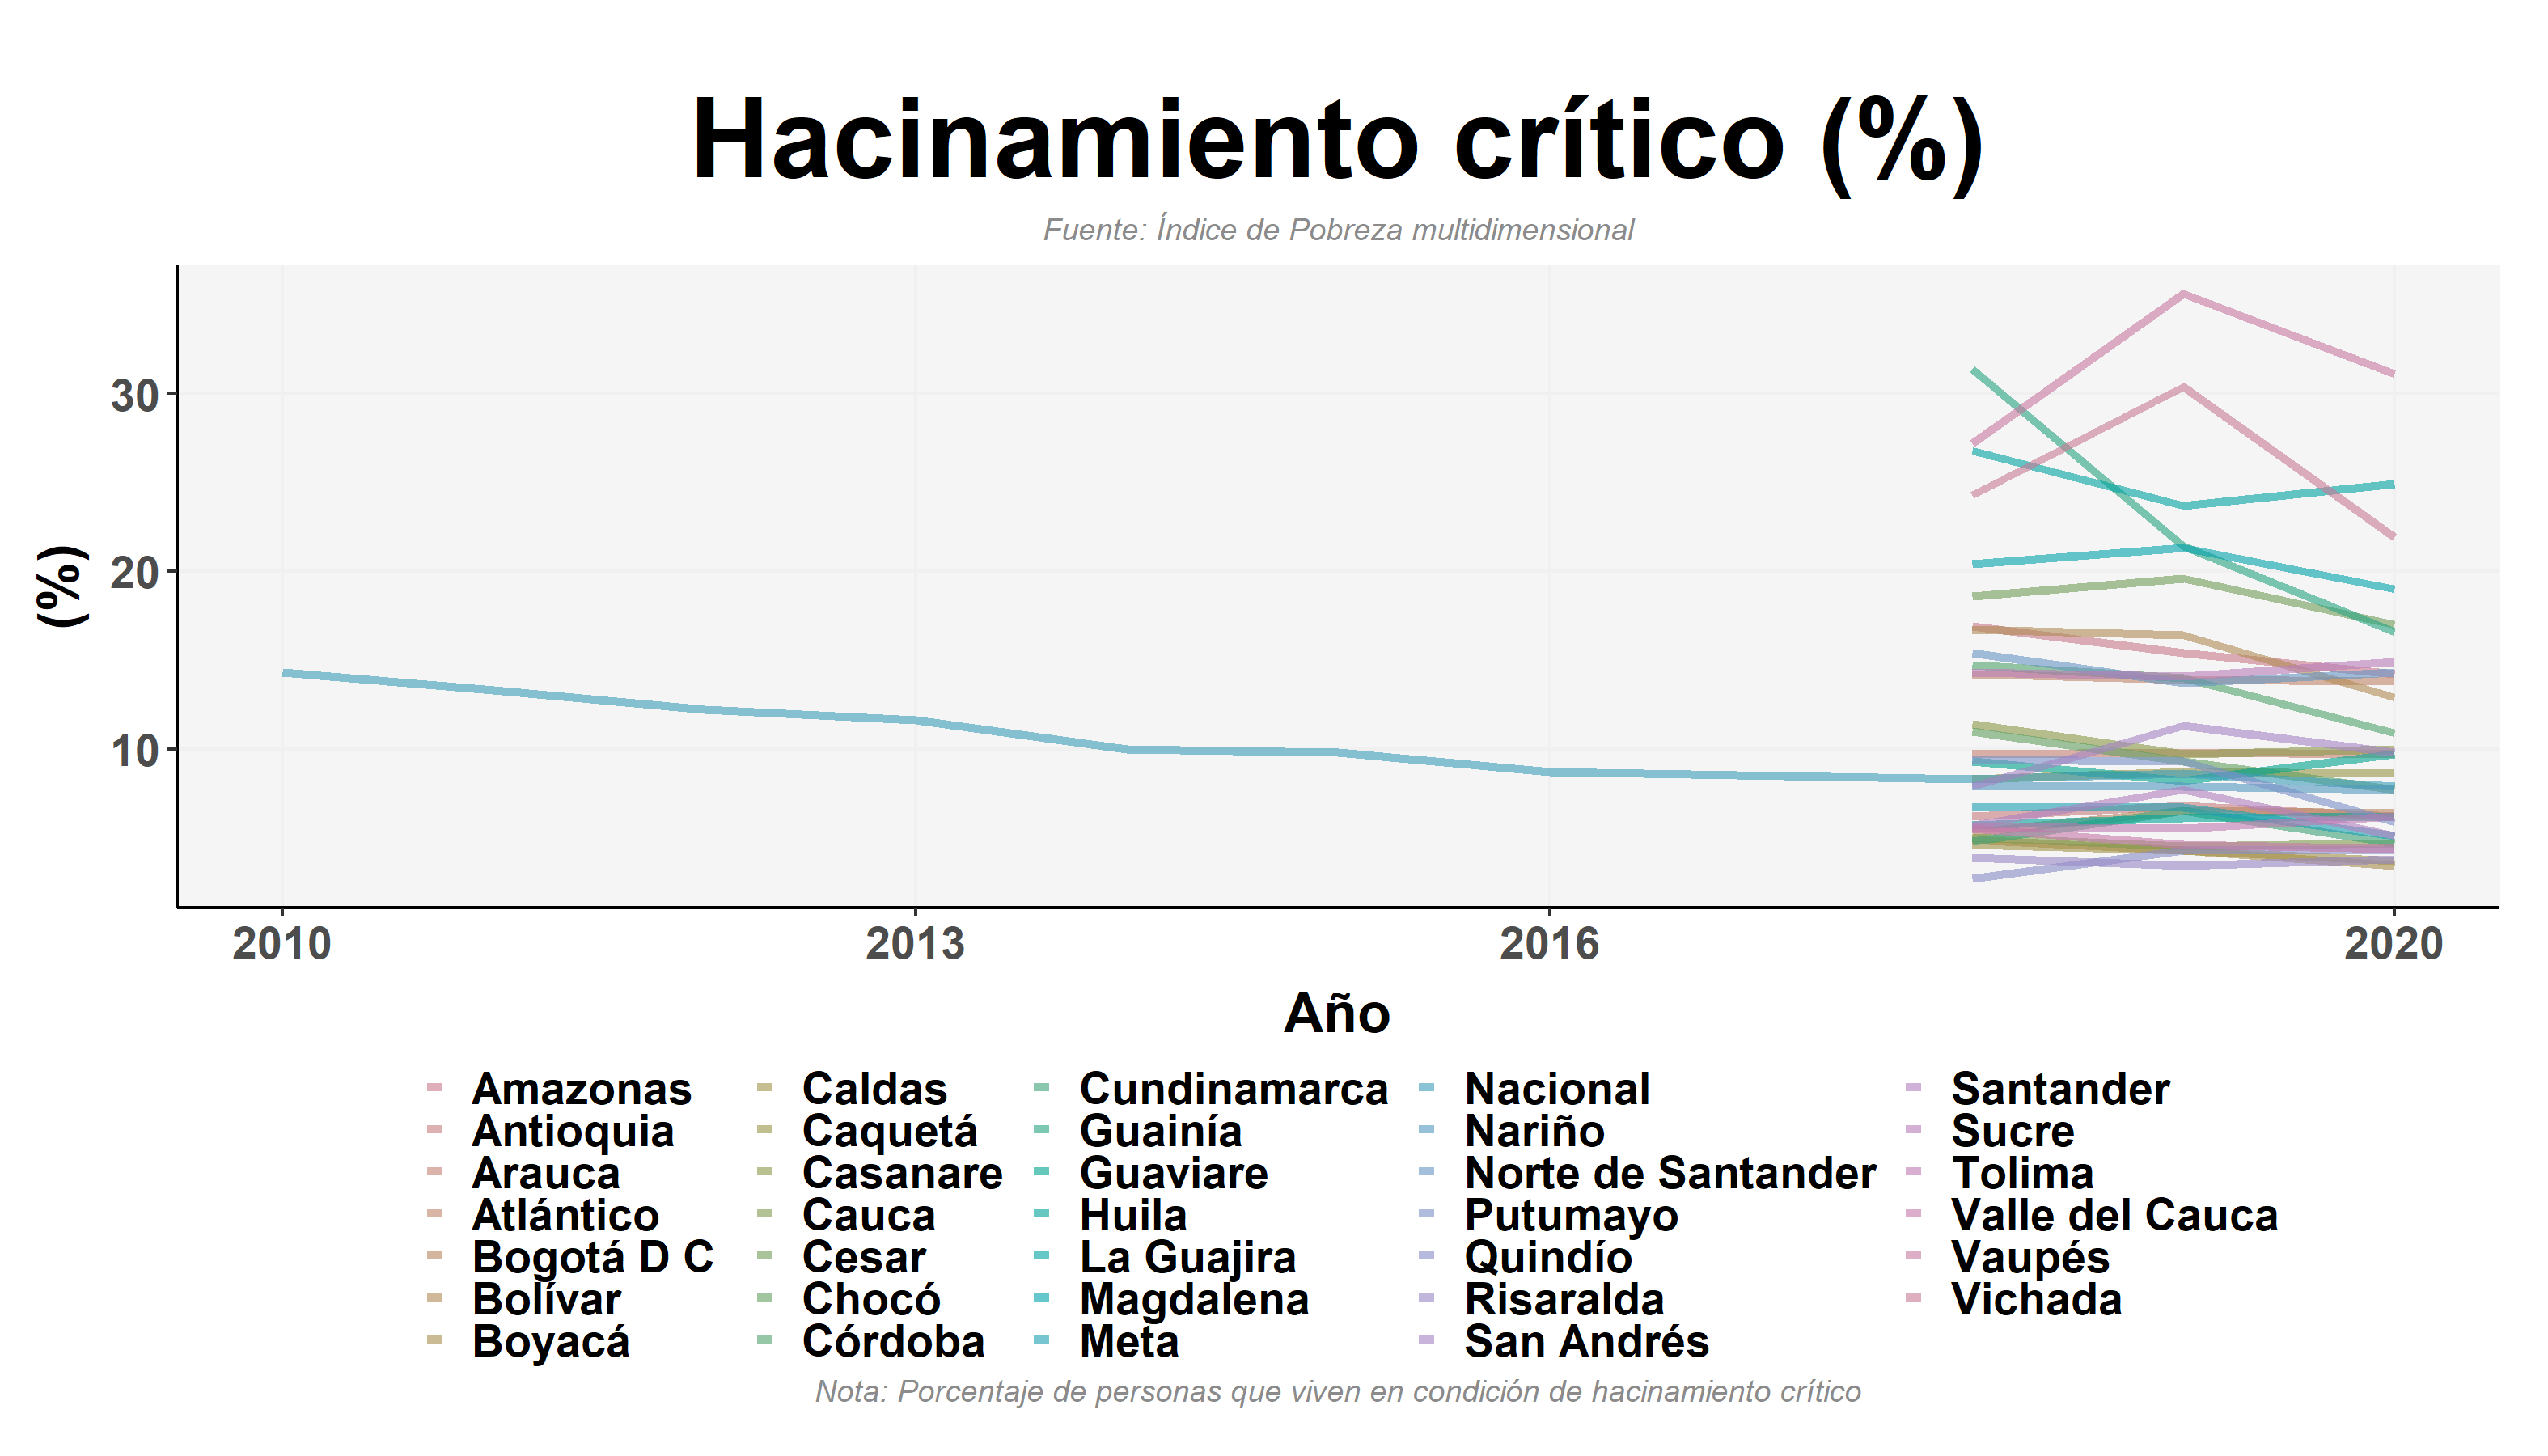 Hacinamiento crítico (%)
Fuente: Índice de Pobreza multidimensional
(%)
30
20
10
2010 2013 2016 2020
Año
Amazonas Caldas Cundinamarca Nacional Santander
Antioquia Caquetá Guainía Nariño Sucre
Arauca Casanare Guaviare Norte de Santander Tolima
Atlántico Cauca Huila Putumayo Valle del Cauca
Bogotá D C Cesar La Guajira Quindío Vaupés
Bolívar Chocó Magdalena Risaralda Vichada
Boyacá Córdoba Meta San Andrés
Nota: Porcentaje de personas que viven en condición de hacinamiento crítico